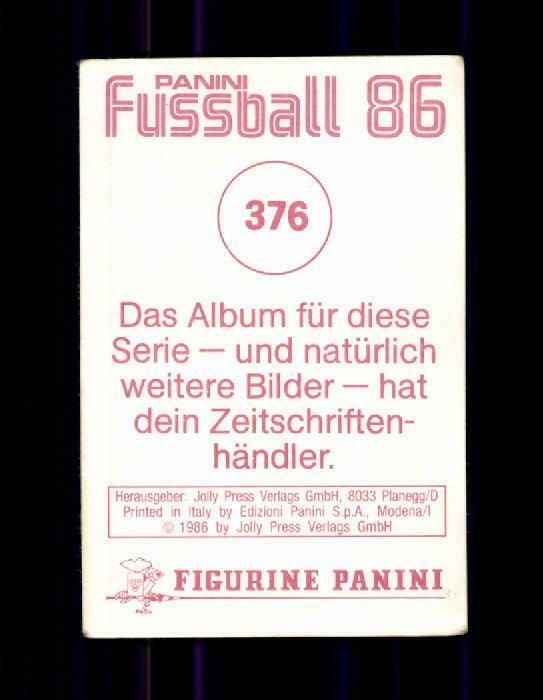 PANINI
Fussball 86
376
Das Album für diese
Serie — und natürlich
weitere Bilder — hat
dein Zeitschriften-
händler.
Herausgeber: Jolly Press Verlags GmbH, 8033 Planegg/D
Printed in Italy by Edizioni Panini S.p.A., Modena/I
© 1986 by Jolly Press Verlags GmbH
FIGURINE PANINI